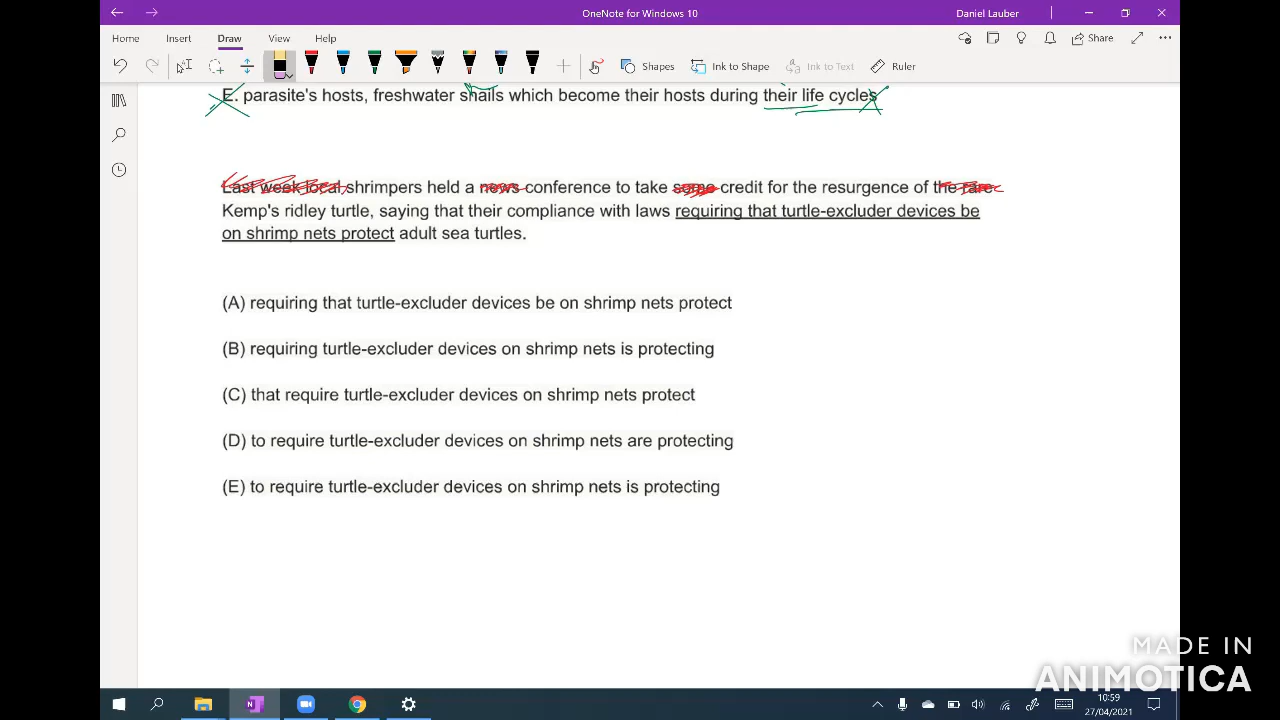 OneNote for Windows 10
Daniel Lauber
Home Insert Draw View Help
Share
Shapes Ink to Shape Ink to Text Ruler
E. parasite's hosts, freshwater snails which become their hosts during their life cycles
Last week local shrimpers held a news conference to take some credit for the resurgence of the rare
Kemp's ridley turtle, saying that their compliance with laws requiring that turtle-excluder devices be
on shrimp nets protect adult sea turtles.
(A) requiring that turtle-excluder devices be on shrimp nets protect
(B) requiring turtle-excluder devices on shrimp nets is protecting
(C) that require turtle-excluder devices on shrimp nets protect
(D) to require turtle-excluder devices on shrimp nets are protecting
(E) to require turtle-excluder devices on shrimp nets is protecting
MADE IN
ANIMOTICA
10:59
27/04/2021